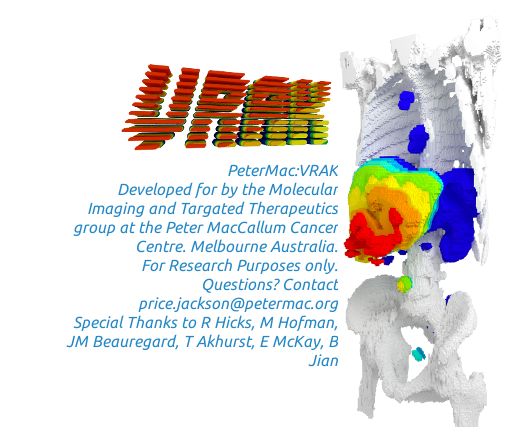 VRAK
PeterMac:VRAK
Developed for by the Molecular
Imaging and Targated Therapeutics
group at the Peter MacCallum Cancer
Centre. Melbourne Australia.
For Research Purposes only.
Questions? Contact
price.jackson@petermac.org
Special Thanks to R Hicks, M Hofman,
JM Beauregard, T Akhurst, E McKay, B
Jian